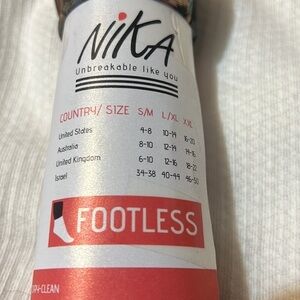 NiKA
Unbreakable like you
COUNTRY/ SIZE S/M L/XL XXL
United States 4-8 10-14 16-20
Australia 8-10 12-14 14-16
United Kingdom 6-10 12-16 18-22
Israel 34-38 40-44 46-50
FOOTLESS
-CLEAN